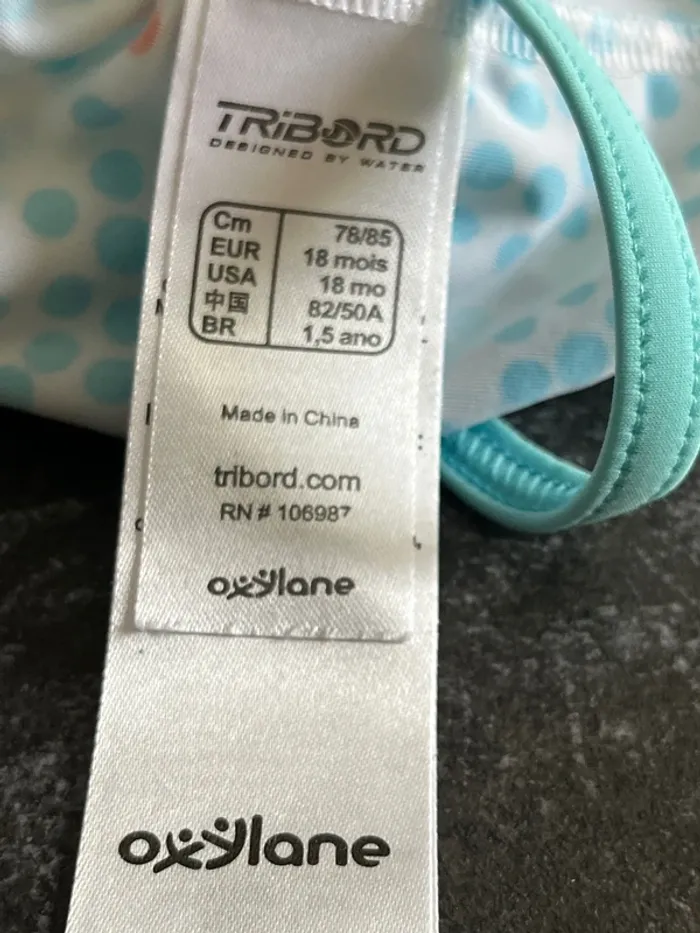 TRIBORD
DESIGNED BY WATER
Cm 78/85
EUR 18 mois
USA 18 mo
中国 82/50A
BR 1,5 ano
Made in China
tribord.com
RN # 106987
oxylane
oxylane